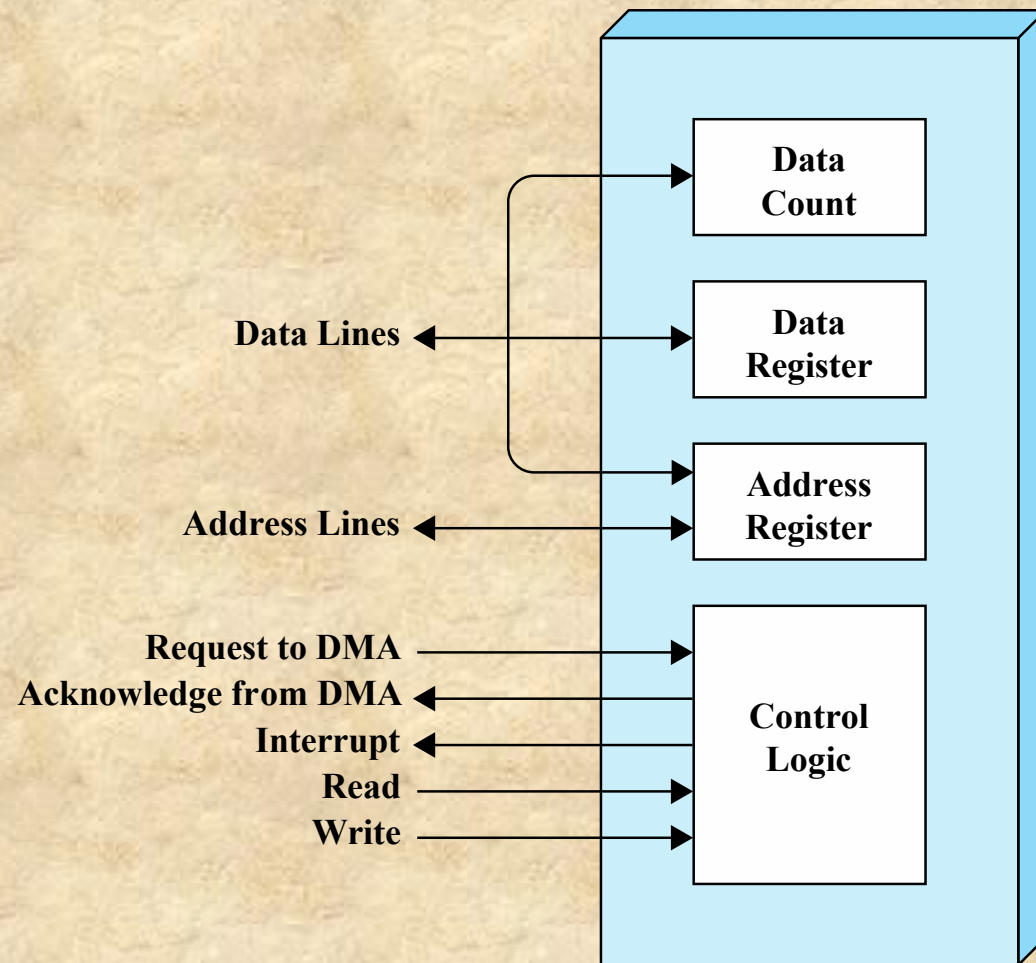 Data
Count
Data Lines
Data
Register
Address
Register
Address Lines
Request to DMA
Acknowledge from DMA
Interrupt
Read
Write
Control
Logic